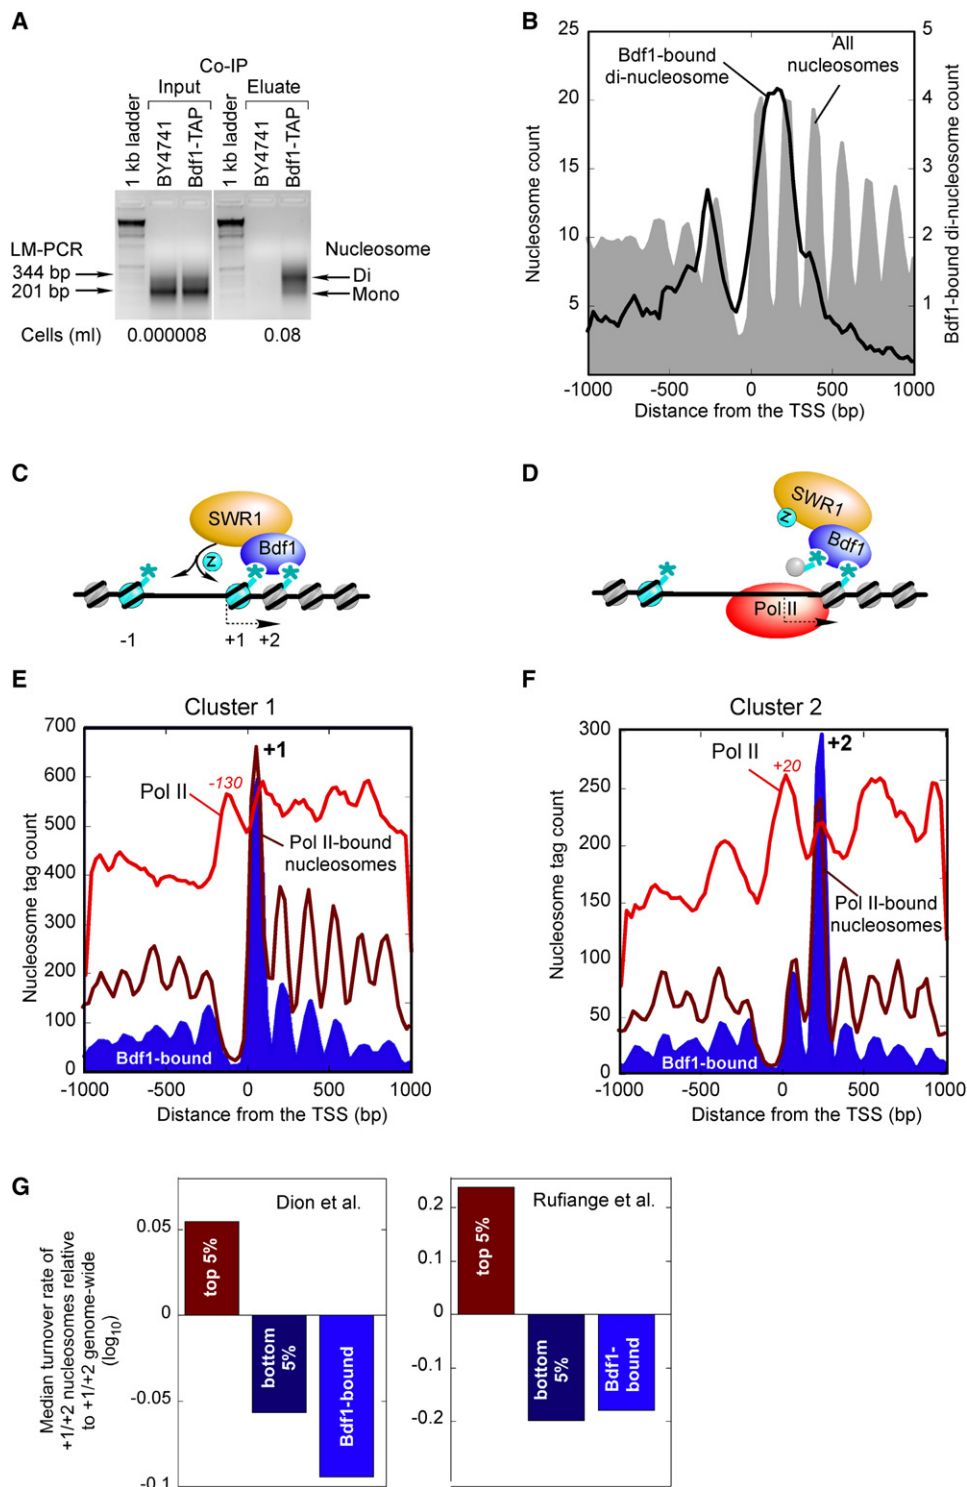 A
Co-IP
Input
Eluate
1 kb ladder
BY4741
Bdf1-TAP
1 kb ladder
BY4741
Bdf1-TAP
LM-PCR
344 bp
201 bp
Nucleosome
Di
Mono
Cells (ml)
0.000008
0.08
B
Nucleosome count
25
20
15
10
5
Bdf1-bound
di-nucleosome
All
nucleosomes
5
4
3
2
1
Bdf1-bound di-nucleosome count
-1000
-500
0
500
1000
Distance from the TSS (bp)
C
SWR1
Bdf1
Z
*
*
*
-1
+1
+2
D
SWR1
Z
Bdf1
*
*
*
Pol II
E
Cluster 1
Nucleosome tag count
700
600
500
400
300
200
100
0
+1
-130
Pol II
Pol II-bound
nucleosomes
Bdf1-bound
-1000
-500
0
500
1000
Distance from the TSS (bp)
F
Cluster 2
Nucleosome tag count
300
250
200
150
100
50
0
+2
Pol II
+20
Pol II-bound
nucleosomes
Bdf1-bound
-1000
-500
0
500
1000
Distance from the TSS (bp)
G
Median turnover rate of
+1/+2 nucleosomes relative
to +1/+2 genome-wide
(log10)
0.05
0
-0.05
-0.1
Dion et al.
top 5%
bottom
5%
Bdf1-bound
0.2
0.1
0
-0.1
-0.2
Rufiange et al.
top 5%
bottom
5%
Bdf1-
bound